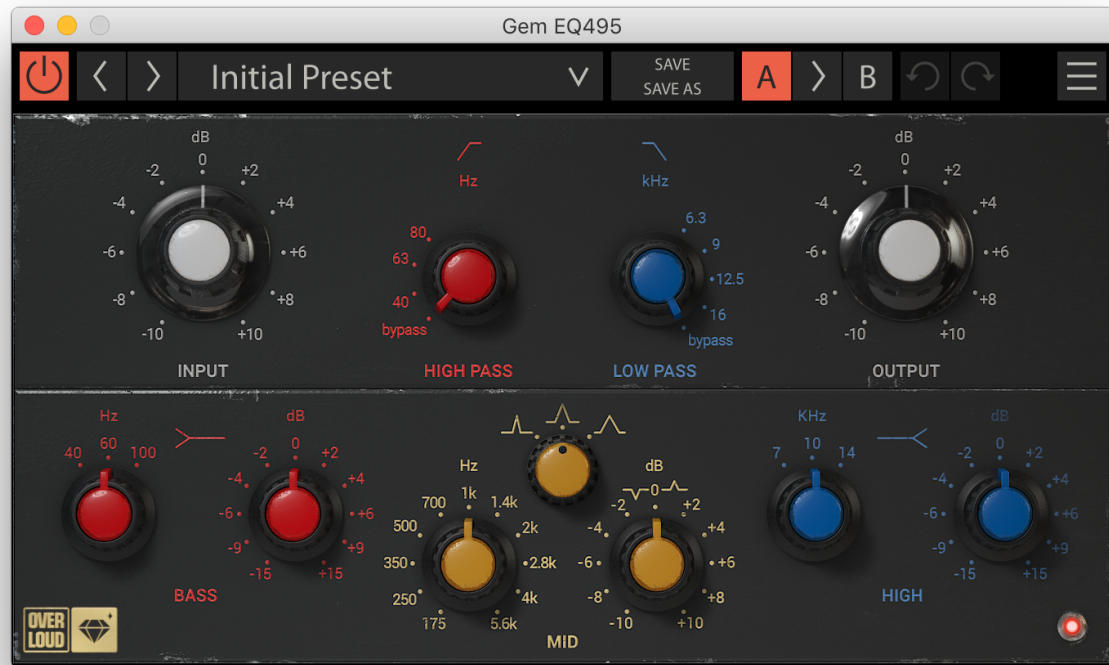 Gem EQ495
Initial Preset
SAVE
SAVE AS
A
B
dB
-10 -8 -6 -4 -2 0 +2 +4 +6 +8 +10
INPUT
Hz
80
63
40
bypass
HIGH PASS
kHz
6.3
9
12.5
16
bypass
LOW PASS
dB
-10 -8 -6 -4 -2 0 +2 +4 +6 +8 +10
OUTPUT
Hz
40 60 100
dB
-15 -9 -6 -4 -2 0 +2 +4 +6 +9 +15
BASS
Hz
175 250 350 500 700 1k 1.4k 2k 2.8k 4k 5.6k
dB
-10 -8 -6 -4 -2 0 +2 +4 +6 +8 +10
MID
KHz
7 10 14
dB
-15 -9 -6 -4 -2 0 +2 +4 +6 +9 +15
HIGH
OVER
LOUD